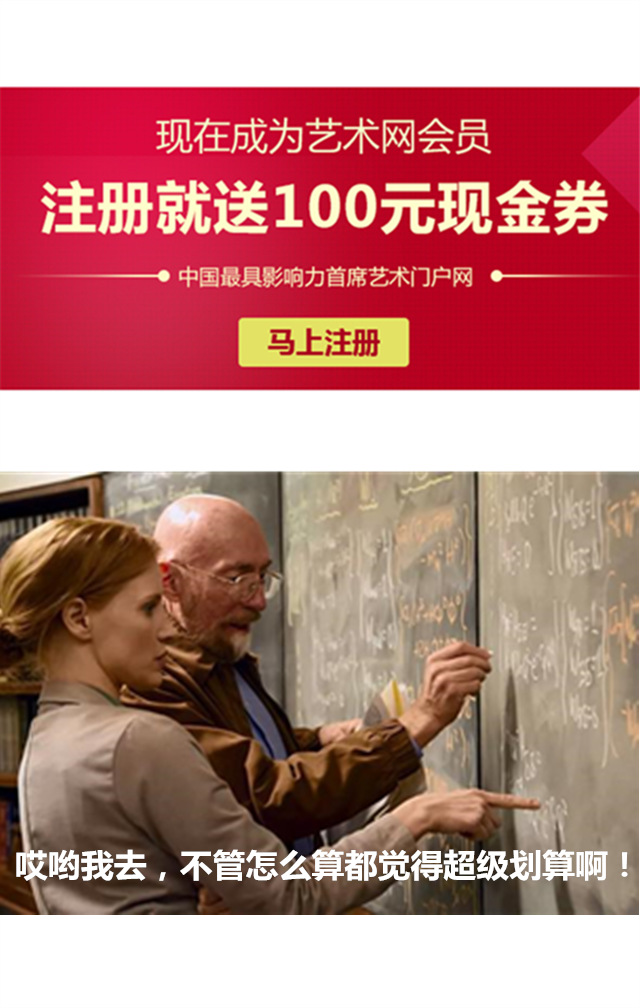 现在成为艺术网会员
注册就送100元现金券
中国最具影响力首席艺术门户网
马上注册
哎哟我去，不管怎么算都觉得超级划算啊！